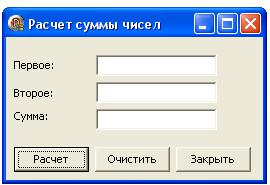 Расчет суммы чисел
Первое:
Второе:
Сумма:
Расчет Очистить Закрыть